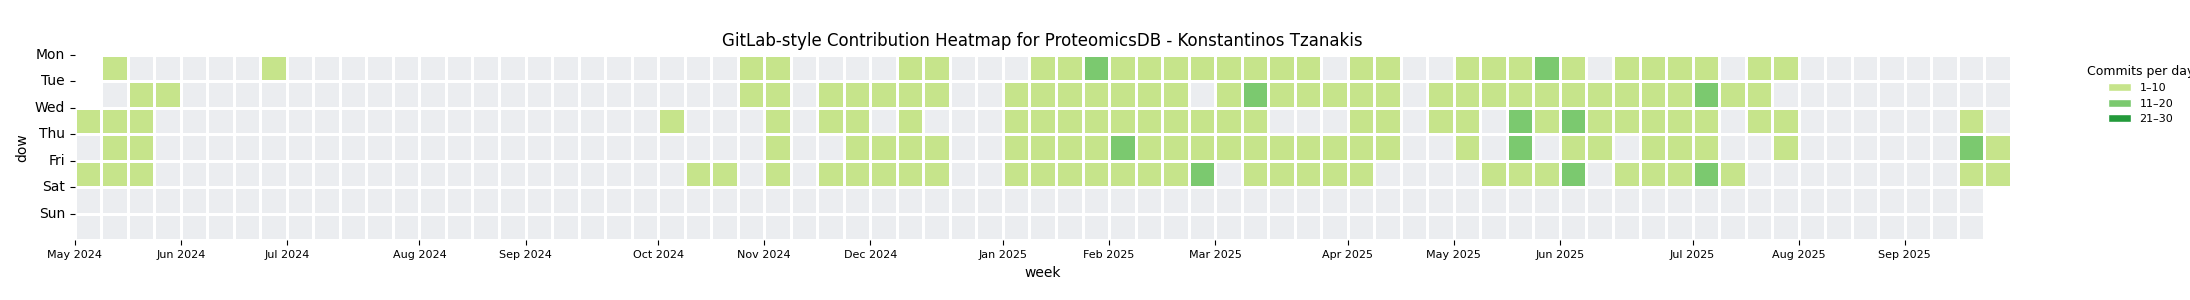 GitLab-style Contribution Heatmap for ProteomicsDB - Konstantinos Tzanakis
Mon
Tue
Wed
Thu
Fri
Sat
Sun
dow
May 2024 Jun 2024 Jul 2024 Aug 2024 Sep 2024 Oct 2024 Nov 2024 Dec 2024 Jan 2025 Feb 2025 Mar 2025 Apr 2025 May 2025 Jun 2025 Jul 2025 Aug 2025 Sep 2025
week
Commits per day
1–10
11–20
21–30